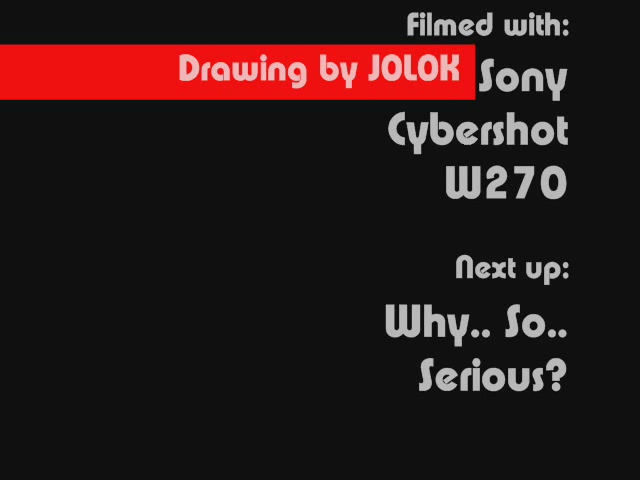 Filmed with:
Drawing by JOLOK
Sony
Cybershot
W270
Next up:
Why.. So..
Serious?